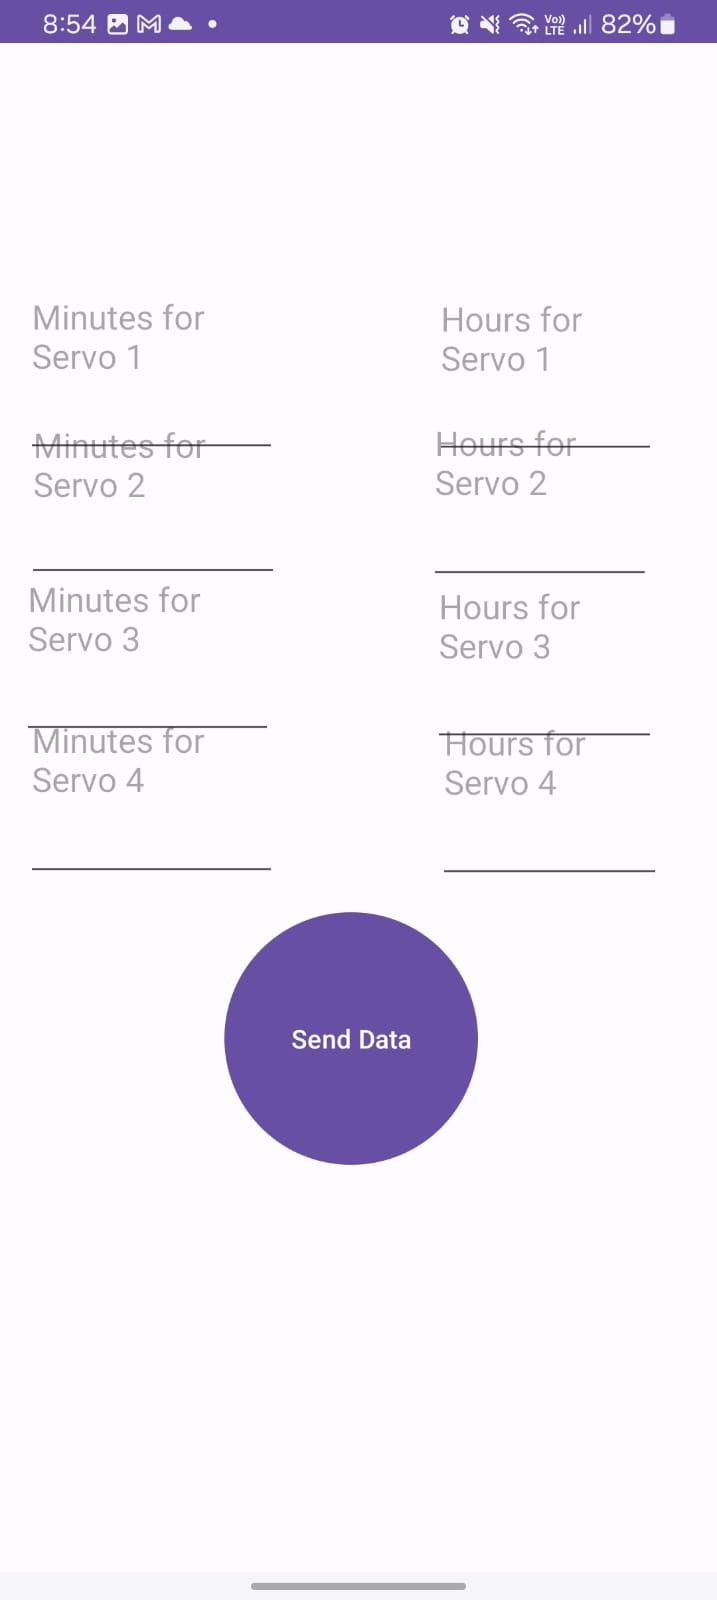 8:54
Vo)) LTE 82%
Minutes for
Servo 1
Hours for
Servo 1
Minutes for
Servo 2
Hours for
Servo 2
Minutes for
Servo 3
Hours for
Servo 3
Minutes for
Servo 4
Hours for
Servo 4
Send Data